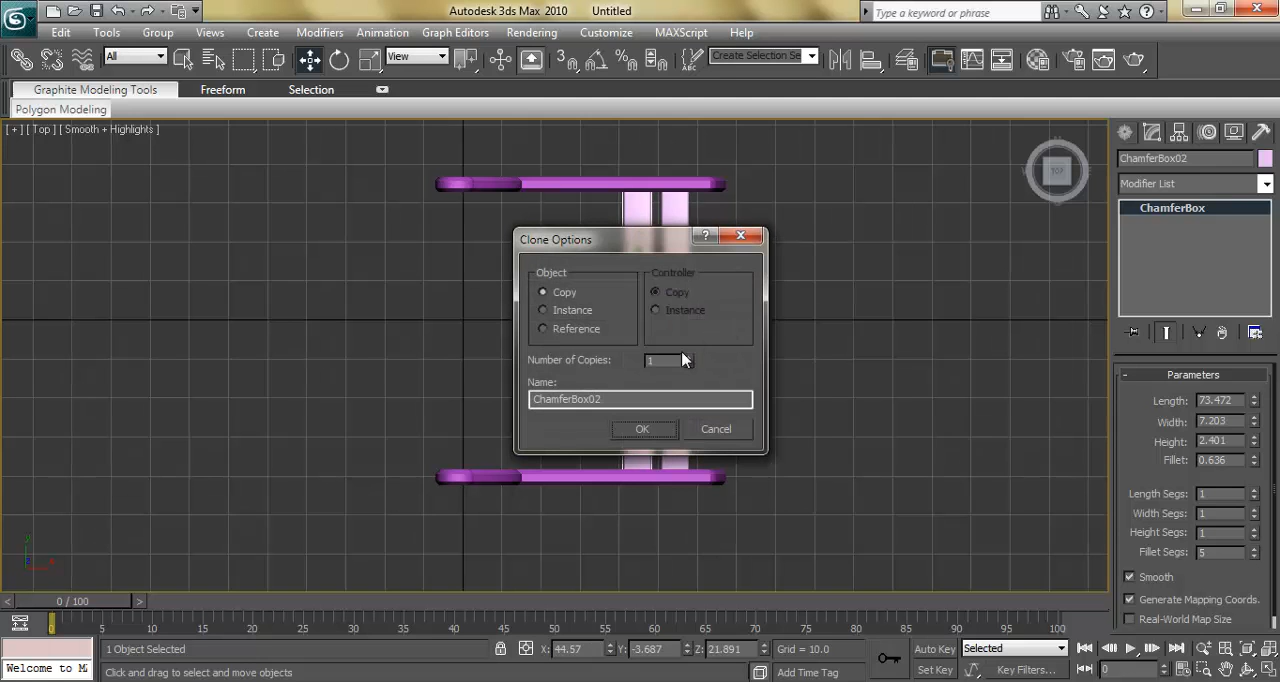 Autodesk 3ds Max 2010 Untitled
Type a keyword or phrase
Edit Tools Group Views Create Modifiers Animation Graph Editors Rendering Customize MAXScript Help
All View 3 Create Selection Se
Graphite Modeling Tools Freeform Selection
Polygon Modeling
[ + ] [ Top ] [ Smooth + Highlights ]
TOP
ChamferBox02
Modifier List
ChamferBox
Clone Options ?
Object Controller
Copy Copy
Instance Instance
Reference
Number of Copies: 1
Name:
ChamferBox02
OK Cancel
- Parameters
Length: 73.472
Width: 7.203
Height: 2.401
Fillet: 0.636
Length Segs: 1
Width Segs: 1
Height Segs: 1
Fillet Segs: 5
Smooth
Generate Mapping Coords.
Real-World Map Size
< 0 / 100 >
0 5 10 15 20 25 30 35 40 45 50 55 60 65 70 75 80 85 90 95 100
1 Object Selected X: 44.57 Y: -3.687 Z: 21.891 Grid = 10.0 Auto Key Selected
Welcome to M Click and drag to select and move objects Add Time Tag Set Key Key Filters... 0